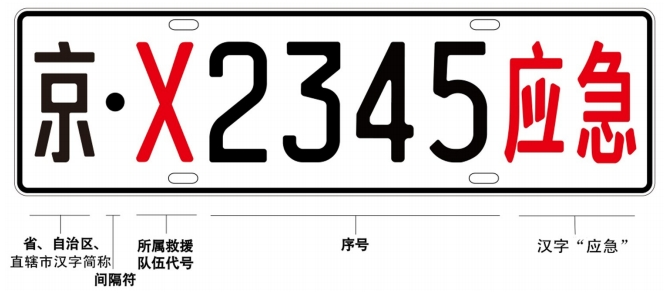 京·X2345应急
省、自治区、
直辖市汉字简称
间隔符
所属救援
队伍代号
序号
汉字“应急”